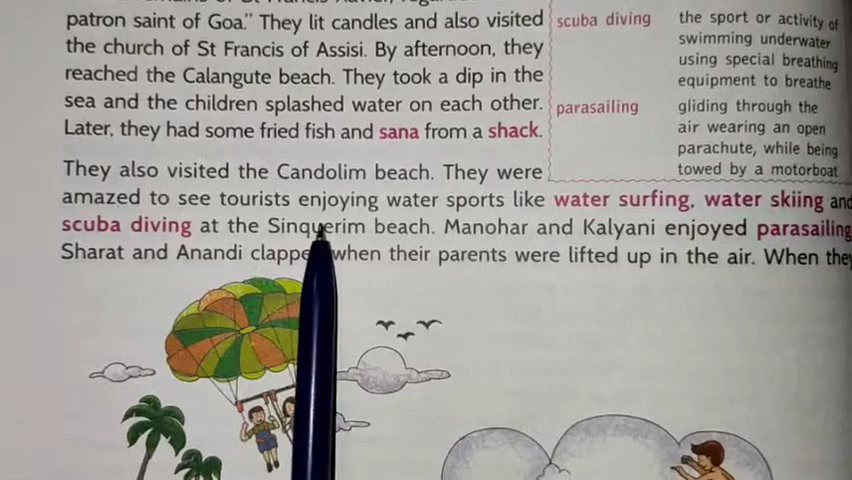 patron saint of Goa." They lit candles and also visited
the church of St Francis of Assisi. By afternoon, they
reached the Calangute beach. They took a dip in the
sea and the children splashed water on each other.
Later, they had some fried fish and sana from a shack.
They also visited the Candolim beach. They were
amazed to see tourists enjoying water sports like water surfing, water skiing and
scuba diving at the Sinquerim beach. Manohar and Kalyani enjoyed parasailing
Sharat and Anandi clappe when their parents were lifted up in the air. When they
scuba diving the sport or activity of
swimming underwater
using special breathing
equipment to breathe
parasailing gliding through the
air wearing an open
parachute, while being
towed by a motorboat